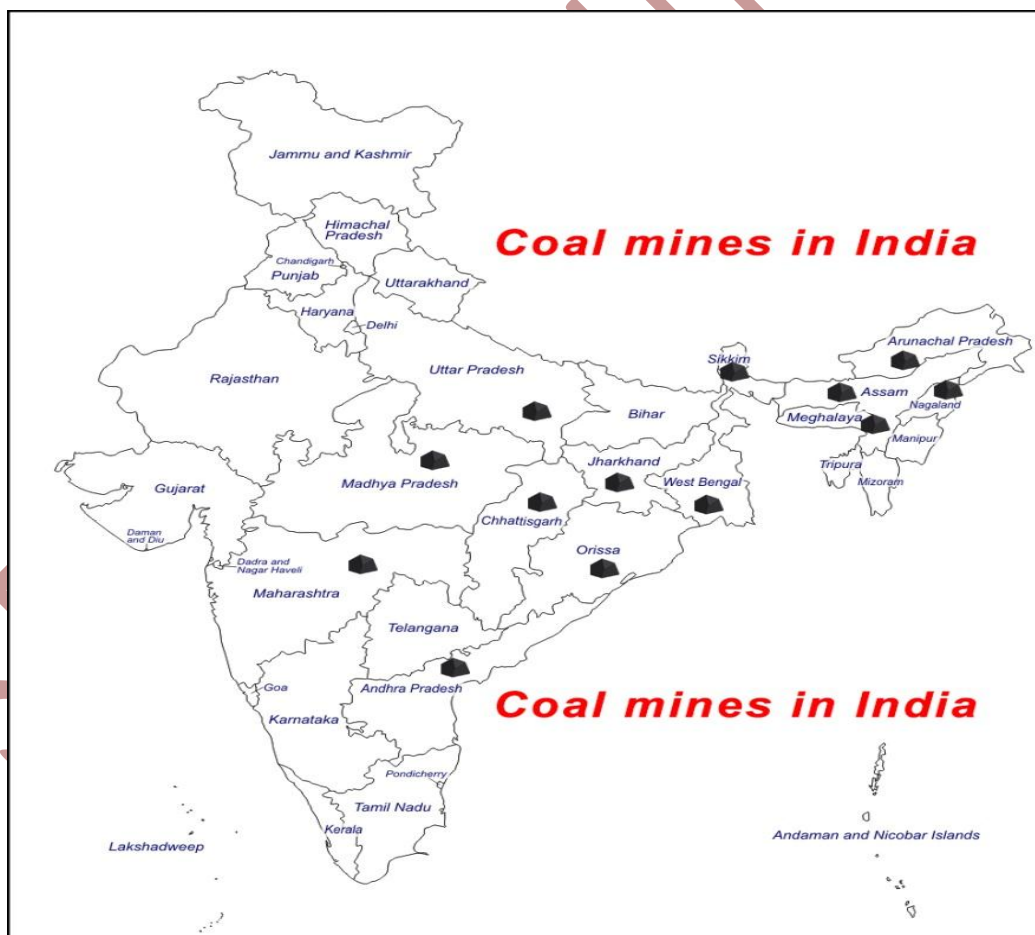 Jammu and Kashmir
Himachal
Pradesh
Coal mines in India
Chandigarh
Punjab
Uttarakhand
Haryana
Delhi
Arunachal Pradesh
Sikkim
Uttar Pradesh
Rajasthan
Assam
Nagaland
Bihar
Meghalaya
Manipur
Jharkhand
Tripura
Madhya Pradesh
West Bengal
Mizoram
Gujarat
Chhattisgarh
Daman
and Diu
Orissa
Dadra and
Nagar Haveli
Maharashtra
Telangana
Goa
Andhra Pradesh
Coal mines in India
Karnataka
Pondicherry
Tamil Nadu
Kerala
Andaman and Nicobar Islands
Lakshadweep